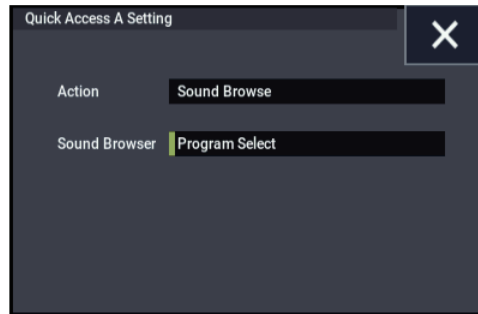 Quick Access A Setting
Action Sound Browse
Sound Browser Program Select